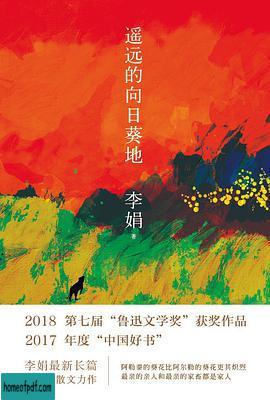 遥远的向日葵地
李娟
著
2018 第七届“鲁迅文学奖”获奖作品
2017 年度“中国好书”
李娟最新长篇
散文力作
阿勒泰的葵花比阿尔勒的葵花更其炽烈
最亲的亲人和最亲的家畜都是家人
homeofpdf.com